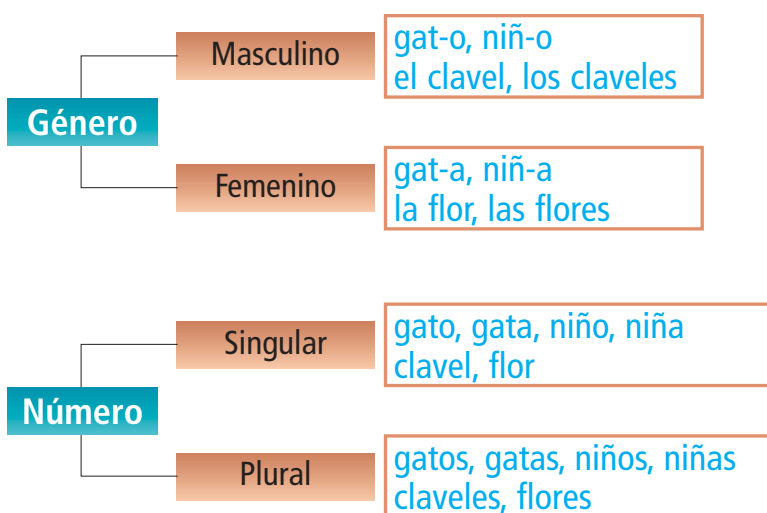 Género
Masculino
gat-o, niñ-o
el clavel, los claveles
Femenino
gat-a, niñ-a
la flor, las flores
Número
Singular
gato, gata, niño, niña
clavel, flor
Plural
gatos, gatas, niños, niñas
claveles, flores